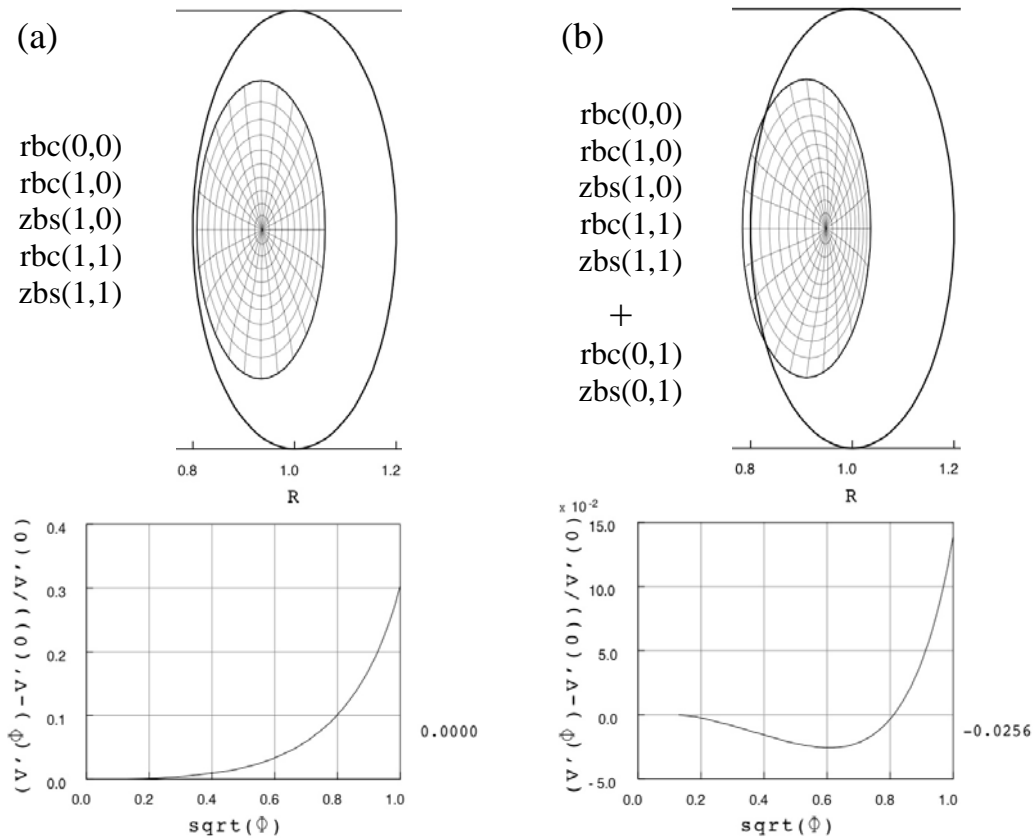 (a)
rbc(0,0)
rbc(1,0)
zbs(1,0)
rbc(1,1)
zbs(1,1)
0.8 1.0 1.2
R
(V'(Φ)-V'(0))/V'(0)
0.4
0.3
0.2
0.1
0.0
0.0 0.2 0.4 0.6 0.8 1.0
sqrt(Φ)
0.0000
(b)
rbc(0,0)
rbc(1,0)
zbs(1,0)
rbc(1,1)
zbs(1,1)
+
rbc(0,1)
zbs(0,1)
0.8 1.0 1.2
R
x 10⁻²
(V'(Φ)-V'(0))/V'(0)
15.0
10.0
5.0
0.0
-5.0
0.0 0.2 0.4 0.6 0.8 1.0
sqrt(Φ)
-0.0256